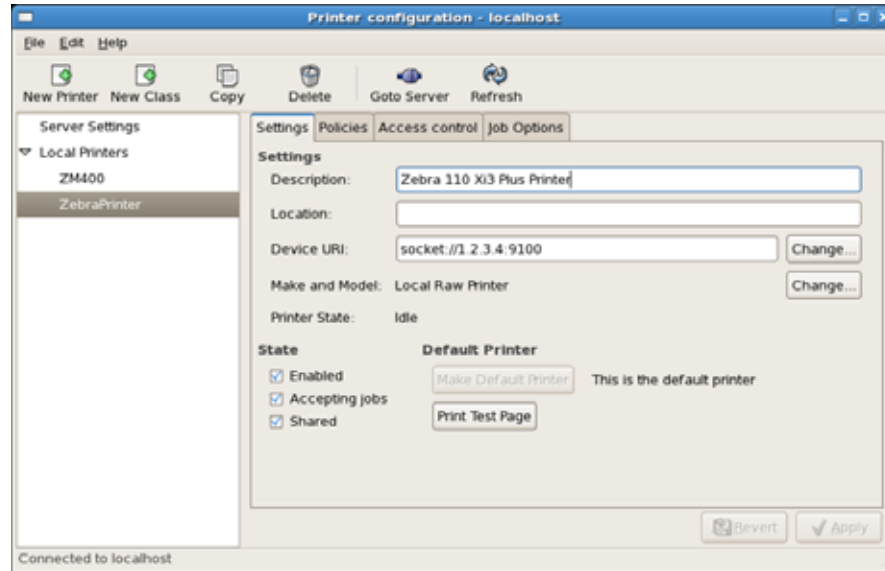 Printer configuration - localhost
File Edit Help
New Printer New Class Copy Delete Goto Server Refresh
Server Settings
Local Printers
ZM400
ZebraPrinter
Settings Policies Access control Job Options
Settings
Description: Zebra 110 Xi3 Plus Printer
Location:
Device URI: socket://1.2.3.4:9100 Change...
Make and Model: Local Raw Printer Change...
Printer State: Idle
State Default Printer
Enabled Make Default Printer This is the default printer
Accepting jobs
Shared Print Test Page
Revert Apply
Connected to localhost